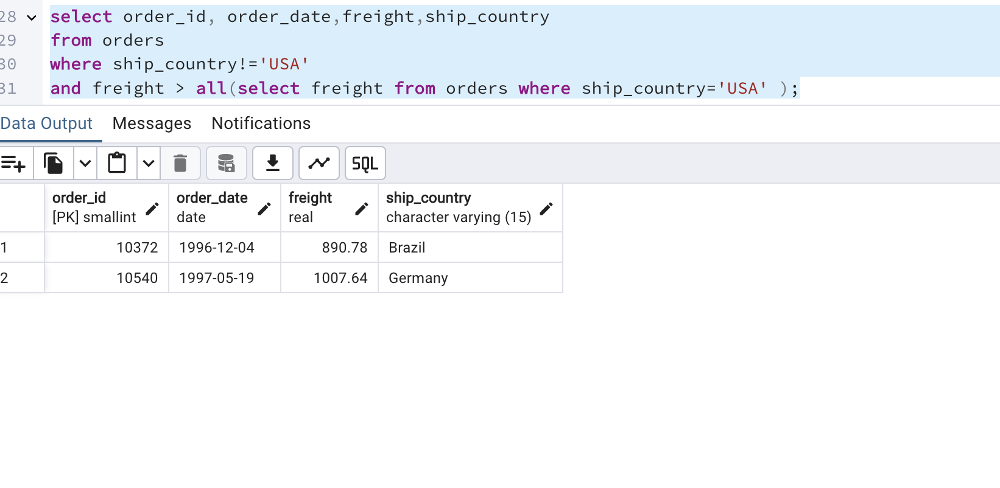 28 select order_id, order_date,freight,ship_country
29 from orders
30 where ship_country!='USA'
31 and freight > all(select freight from orders where ship_country='USA' );
Data Output Messages Notifications
SQL
order_id order_date freight ship_country
[PK] smallint date real character varying (15)
1 10372 1996-12-04 890.78 Brazil
2 10540 1997-05-19 1007.64 Germany